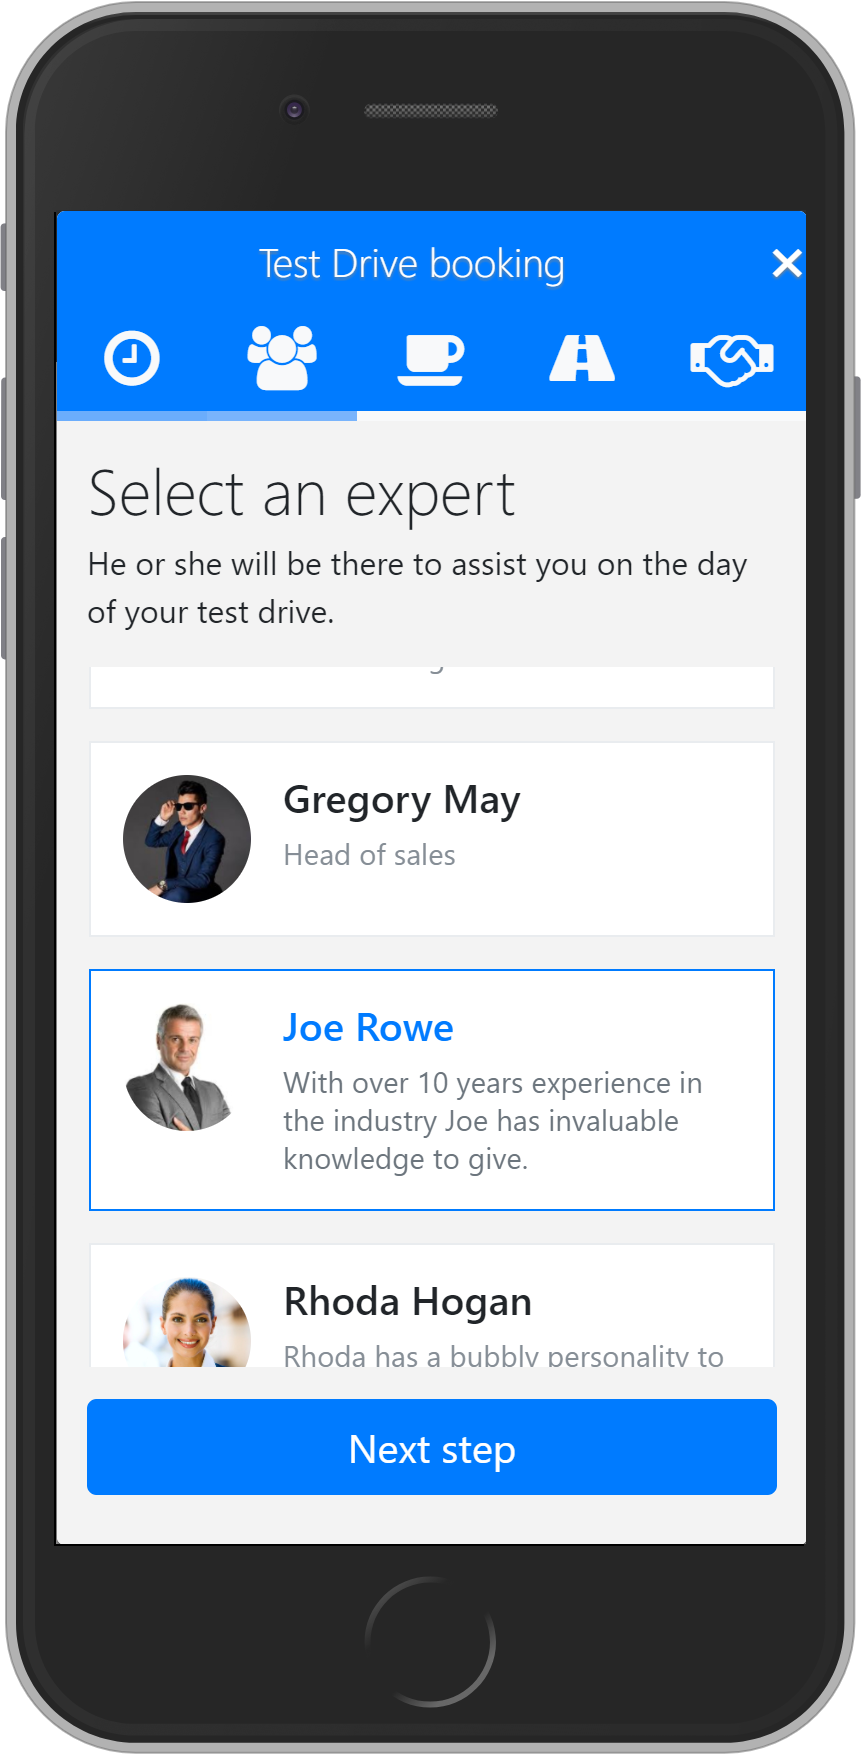 Test Drive booking
Select an expert
He or she will be there to assist you on the day
of your test drive.
Gregory May
Head of sales
Joe Rowe
With over 10 years experience in
the industry Joe has invaluable
knowledge to give.
Rhoda Hogan
Rhoda has a bubbly personality to
Next step